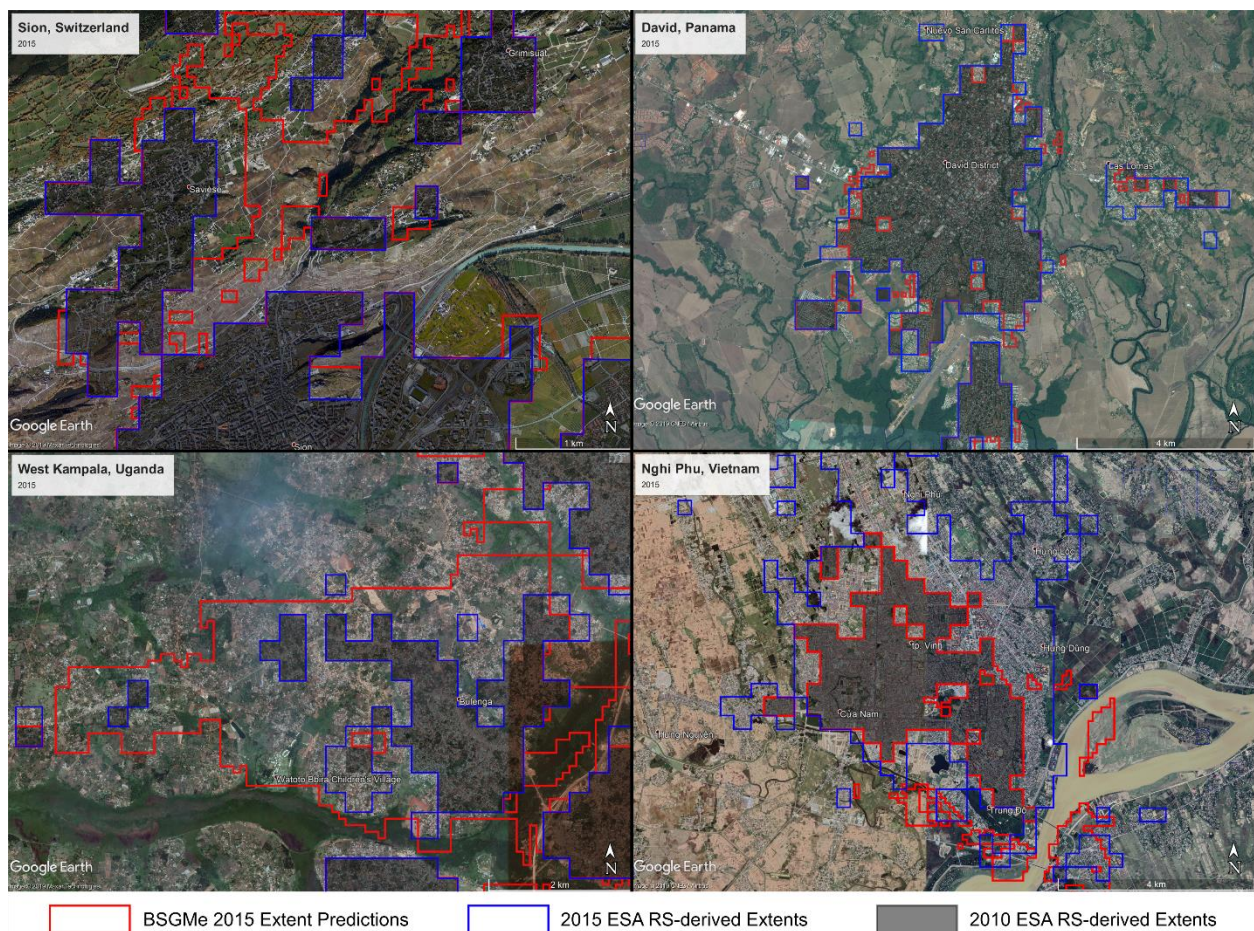 Sion, Switzerland
2015
Grimisuat
Savièse
Sion
Google Earth
1 km
N
David, Panama
2015
Nuevo San Carlitos
David District
Las Lomas
Google Earth
4 km
N
West Kampala, Uganda
2015
Bulenga
Watoto Bbira Children's Village
Google Earth
2 km
N
Nghi Phu, Vietnam
2015
Nghi Phú
Hưng Lộc
tp. Vinh
Hưng Dũng
Cửa Nam
Hưng Nguyên
Trung Đô
Google Earth
4 km
N
BSGMe 2015 Extent Predictions
2015 ESA RS-derived Extents
2010 ESA RS-derived Extents